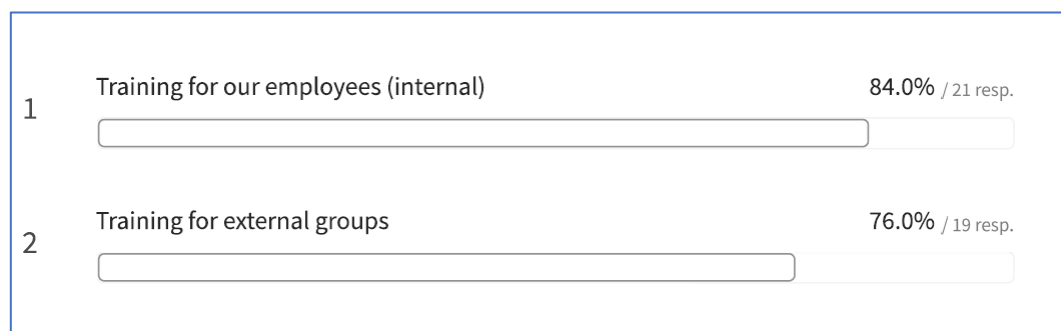 1
Training for our employees (internal) 84.0% / 21 resp.
2
Training for external groups 76.0% / 19 resp.